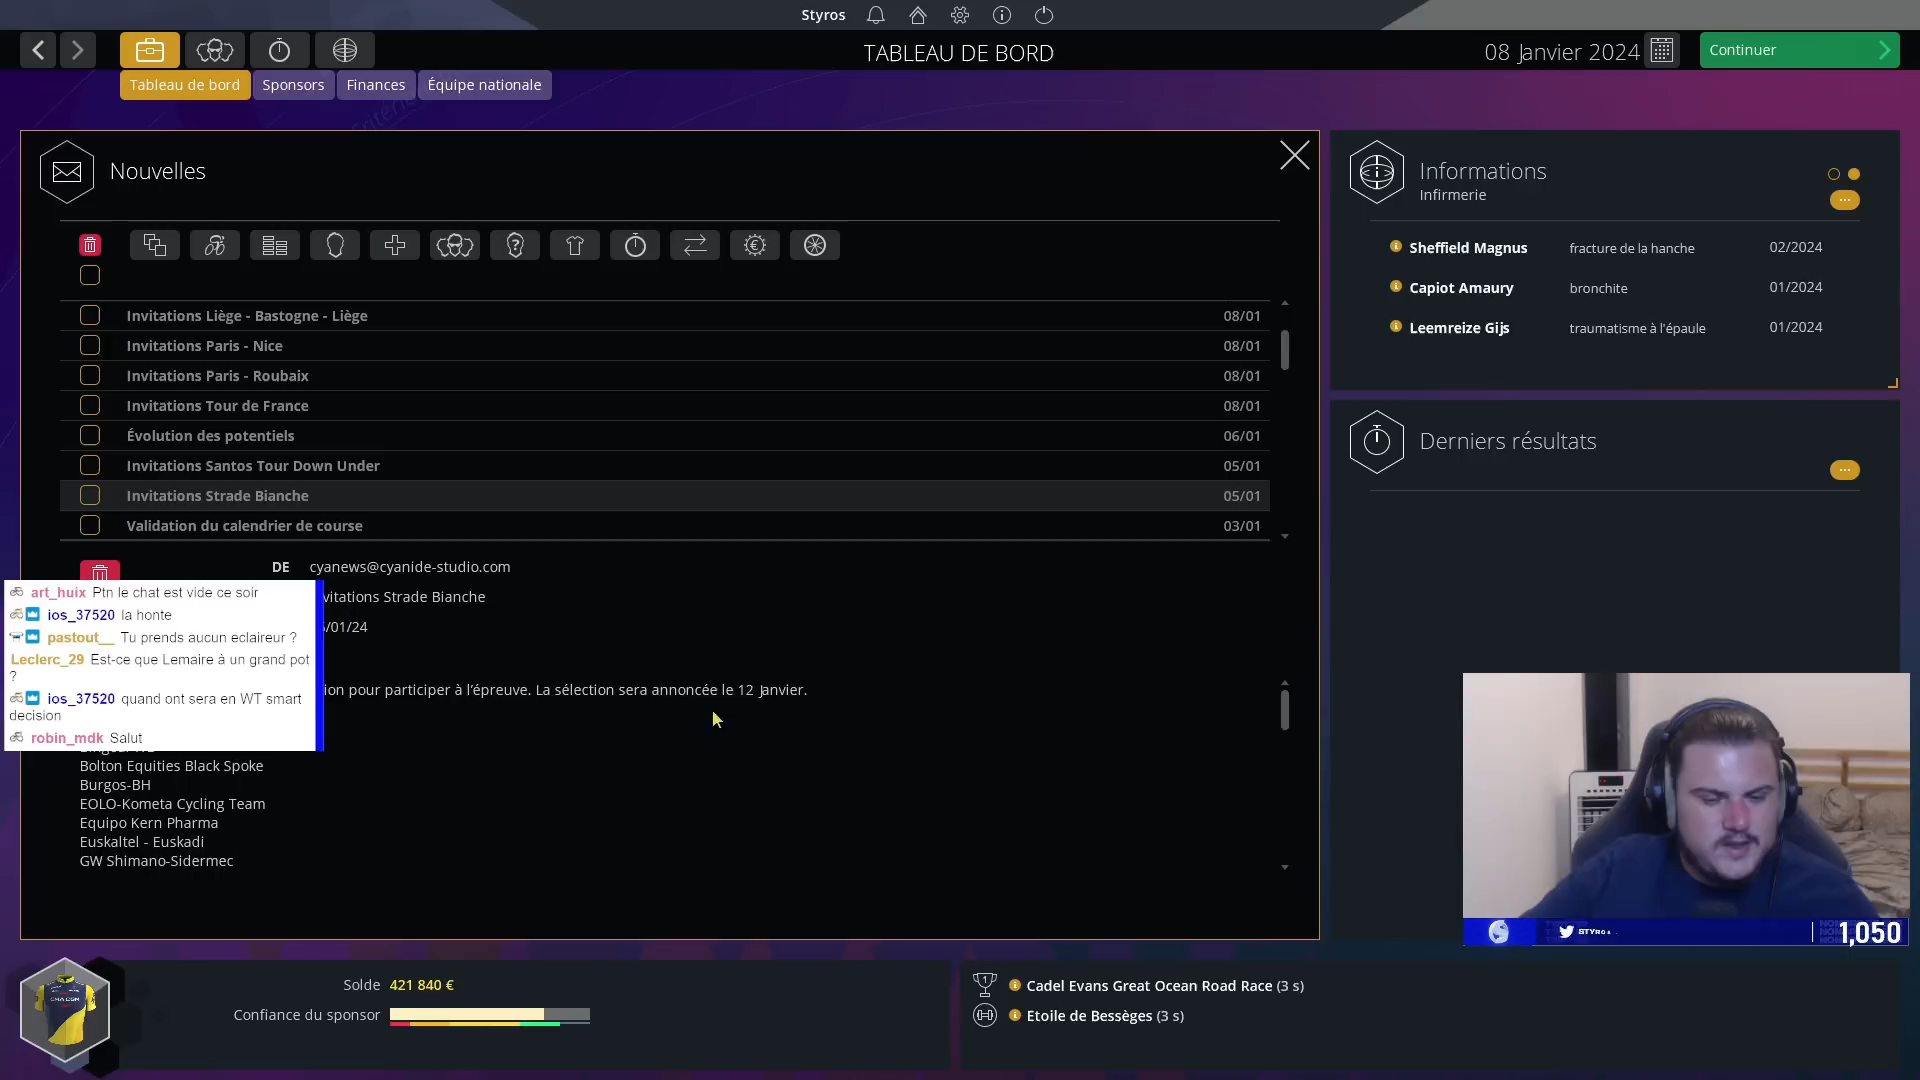 Styros
TABLEAU DE BORD
08 Janvier 2024
Continuer
Tableau de bord
Sponsors
Finances
Équipe nationale
Nouvelles
Invitations Liège - Bastogne - Liège 08/01
Invitations Paris - Nice 08/01
Invitations Paris - Roubaix 08/01
Invitations Tour de France 08/01
Évolution des potentiels 06/01
Invitations Santos Tour Down Under 05/01
Invitations Strade Bianche 05/01
Validation du calendrier de course 03/01
DE cyanews@cyanide-studio.com
vitations Strade Bianche
/01/24
ion pour participer à l'épreuve. La sélection sera annoncée le 12 Janvier.
Bolton Equities Black Spoke
Burgos-BH
EOLO-Kometa Cycling Team
Equipo Kern Pharma
Euskaltel - Euskadi
GW Shimano-Sidermec
art_huix Ptn le chat est vide ce soir
ios_37520 la honte
pastout__ Tu prends aucun eclaireur ?
Leclerc_29 Est-ce que Lemaire à un grand pot
?
ios_37520 quand ont sera en WT smart
decision
robin_mdk Salut
Informations
Infirmerie
Sheffield Magnus fracture de la hanche 02/2024
Capiot Amaury bronchite 01/2024
Leemreize Gijs traumatisme à l'épaule 01/2024
Derniers résultats
1,050
CMA CGM
Solde 421 840 €
Confiance du sponsor
Cadel Evans Great Ocean Road Race (3 s)
Etoile de Bessèges (3 s)